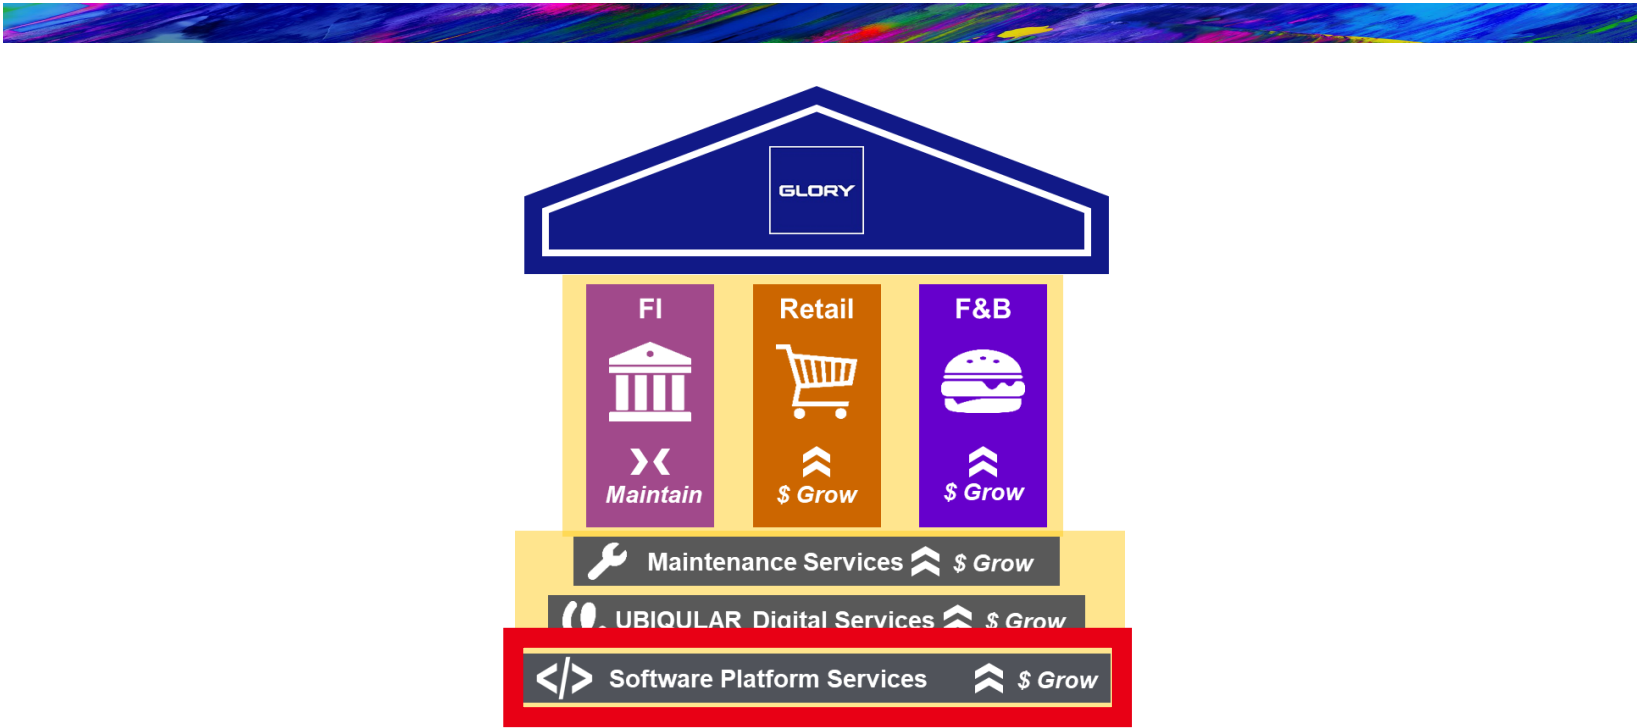 GLORY
FI
Retail
F&B
Maintain
$ Grow
$ Grow
Maintenance Services $ Grow
UBIQULAR Digital Services $ Grow
</> Software Platform Services $ Grow